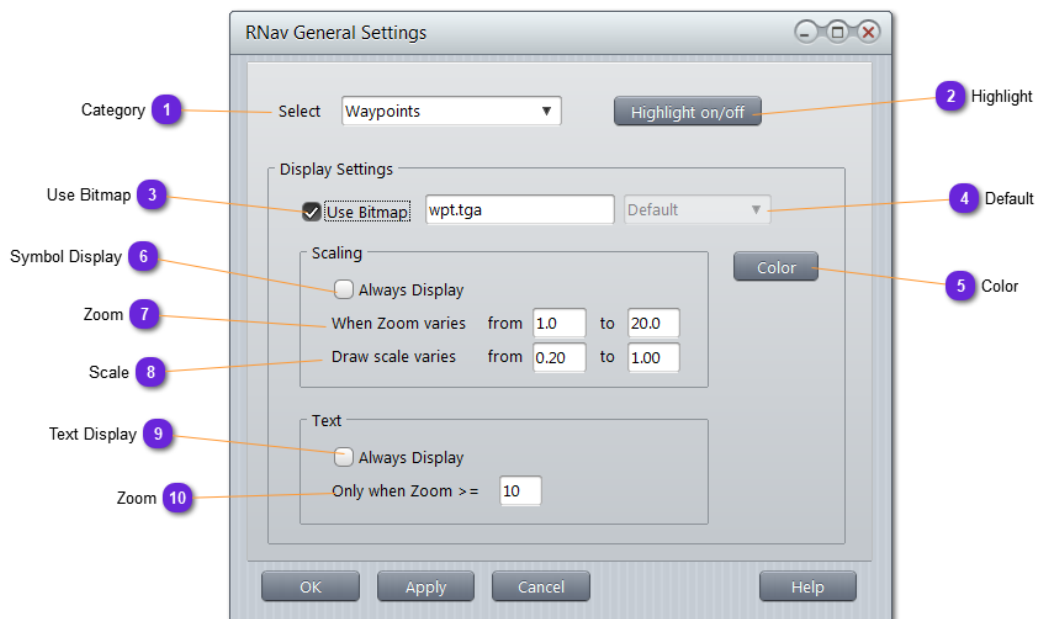 RNav General Settings
Category 1
Select Waypoints
Highlight on/off
2 Highlight
Display Settings
Use Bitmap 3
Use Bitmap wpt.tga Default
4 Default
Symbol Display 6
Scaling
Color
5 Color
Always Display
Zoom 7
When Zoom varies from 1.0 to 20.0
Scale 8
Draw scale varies from 0.20 to 1.00
Text Display 9
Text
Always Display
Zoom 10
Only when Zoom >= 10
OK Apply Cancel Help